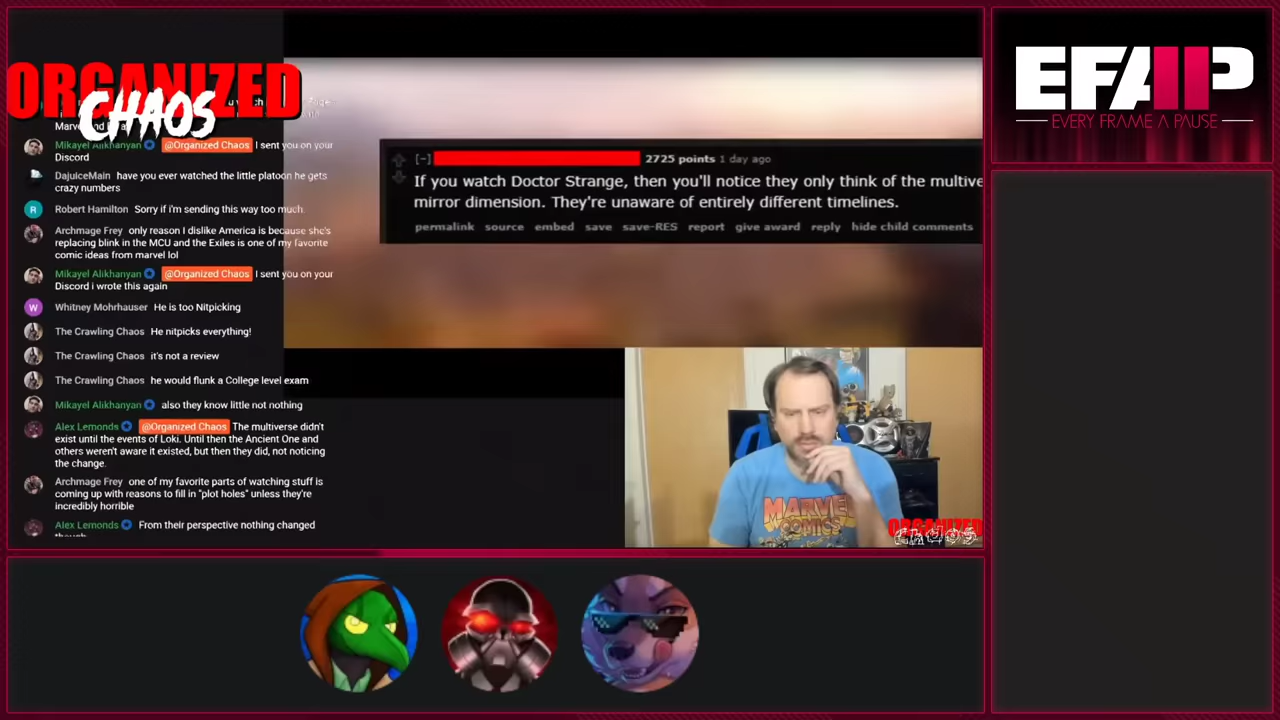 ORGANIZED
CHAOS
Mikayel Alikhanyan @Organized Chaos I sent you on your
Discord
DajuiceMain have you ever watched the little platoon he gets
crazy numbers
R Robert Hamilton Sorry if i'm sending this way too much.
Archmage Frey only reason I dislike America is because she's
replacing blink in the MCU and the Exiles is one of my favorite
comic ideas from marvel lol
Mikayel Alikhanyan @Organized Chaos I sent you on your
Discord i wrote this again
W Whitney Mohrhauser He is too Nitpicking
The Crawling Chaos He nitpicks everything!
The Crawling Chaos it's not a review
The Crawling Chaos he would flunk a College level exam
Mikayel Alikhanyan also they know little not nothing
Alex Lemonds @Organized Chaos The multiverse didn't
exist until the events of Loki. Until then the Ancient One and
others weren't aware it existed, but then they did, not noticing
the change.
Archmage Frey one of my favorite parts of watching stuff is
coming up with reasons to fill in "plot holes" unless they're
incredibly horrible
Alex Lemonds From their perspective nothing changed
though
[-] 2725 points 1 day ago
If you watch Doctor Strange, then you'll notice they only think of the multive
mirror dimension. They're unaware of entirely different timelines.
permalink source embed save save-RES report give award reply hide child comments
MARVEL
COMICS
ORGANIZED
CHAOS
EFAP
EVERY FRAME A PAUSE